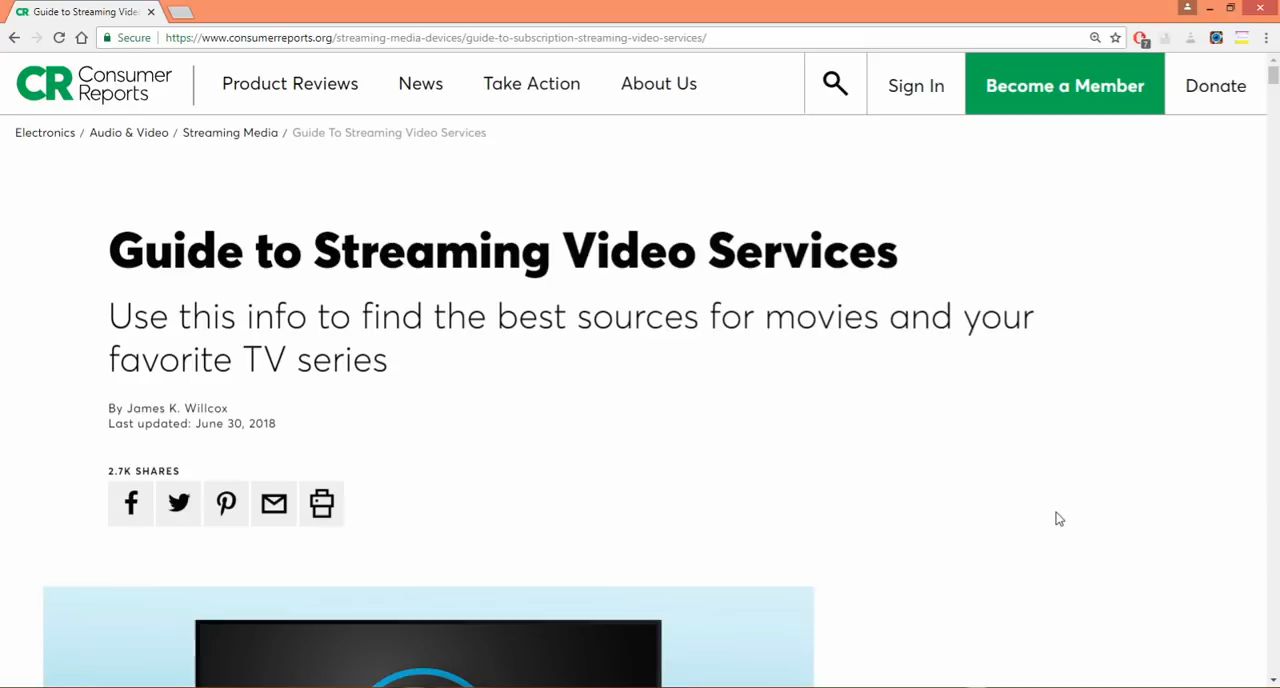 Guide to Streaming Vide
Secure
https://www.consumerreports.org/streaming-media-devices/guide-to-subscription-streaming-video-services/
7
CR Consumer Reports
Product Reviews
News
Take Action
About Us
Sign In
Become a Member
Donate
Electronics / Audio & Video / Streaming Media / Guide To Streaming Video Services
Guide to Streaming Video Services
Use this info to find the best sources for movies and your
favorite TV series
By James K. Willcox
Last updated: June 30, 2018
2.7K SHARES